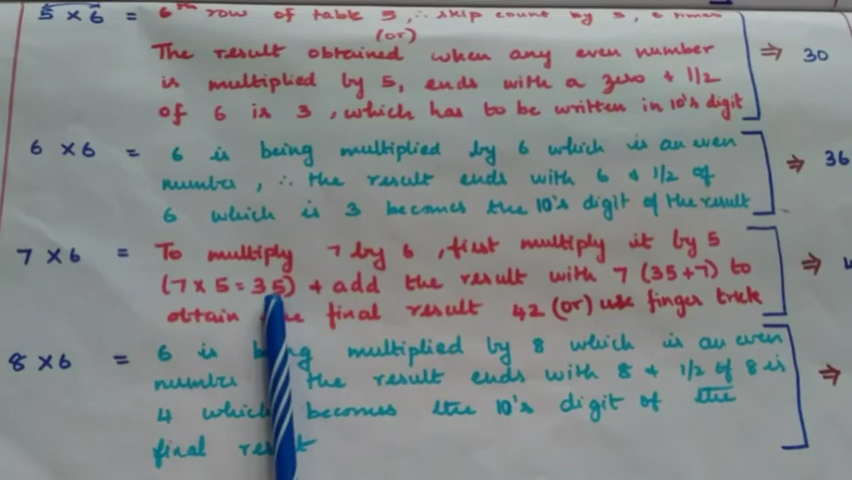 5 × 6 = 6th row of table 5, ∴ skip count by 5, 6 times
(or)
The result obtained when any even number
is multiplied by 5, ends with a zero & 1/2
of 6 is 3, which has to be written in 10's digit
⇒ 30
6 × 6 = 6 is being multiplied by 6 which is an even
number, ∴ the result ends with 6 & 1/2 of
6 which is 3 becomes the 10's digit of the result
⇒ 36
7 × 6 = To multiply 7 by 6, first multiply it by 5
(7 × 5 = 35) & add the result with 7 (35+7) to
obtain final result 42 (or) use finger trick
⇒
8 × 6 = 6 is multiplied by 8 which is an even
number the result ends with 8 & 1/2 of 8 is
4 which becomes the 10's digit of the
final
⇒